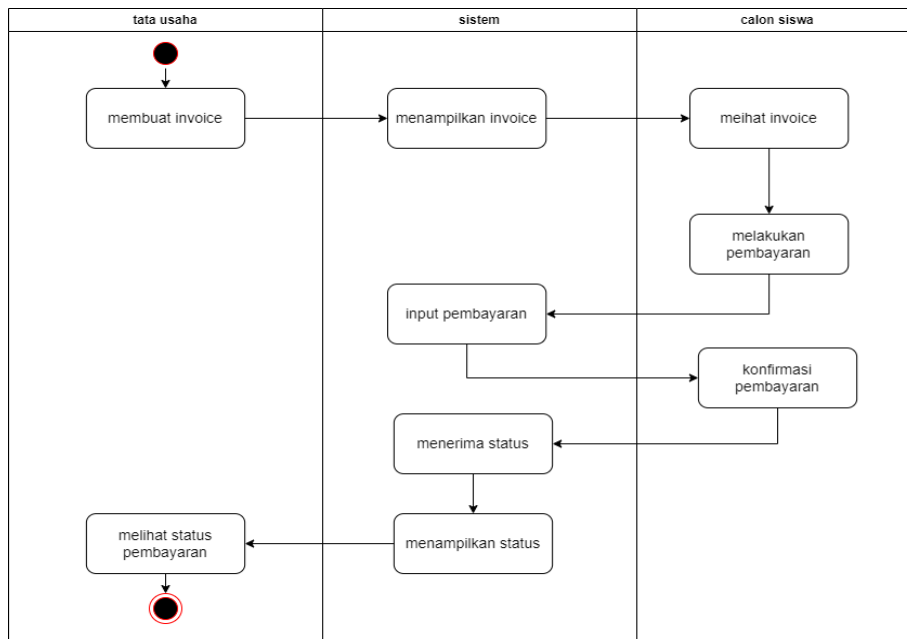 tata usaha
sistem
calon siswa
membuat invoice
menampilkan invoice
meihat invoice
melakukan
pembayaran
input pembayaran
konfirmasi
pembayaran
menerima status
melihat status
pembayaran
menampilkan status